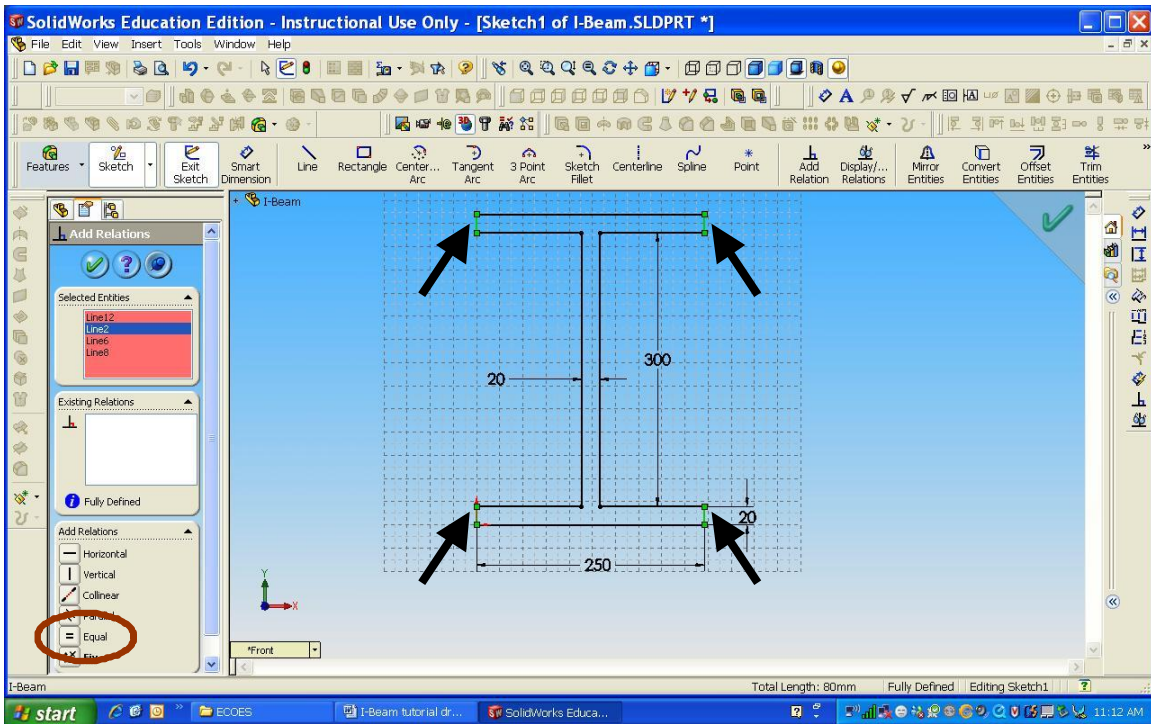 SolidWorks Education Edition - Instructional Use Only - [Sketch1 of I-Beam.SLDPRT *]
File Edit View Insert Tools Window Help
Features Sketch Exit Sketch Smart Dimension Line Rectangle Center... Arc Tangent Arc 3 Point Arc Sketch Fillet Centerline Spline Point Add Relation Display/... Relations Mirror Entities Convert Entities Offset Entities Trim Entities
I-Beam
Add Relations
Selected Entities
Line12
Line2
Line6
Line8
Existing Relations
Fully Defined
Add Relations
Horizontal
Vertical
Collinear
Parallel
Equal
300
20
20
250
Y
X
*Front
I-Beam
Total Length: 80mm Fully Defined Editing Sketch1
start
ECOES
I-Beam tutorial dr...
SolidWorks Educa...
11:12 AM